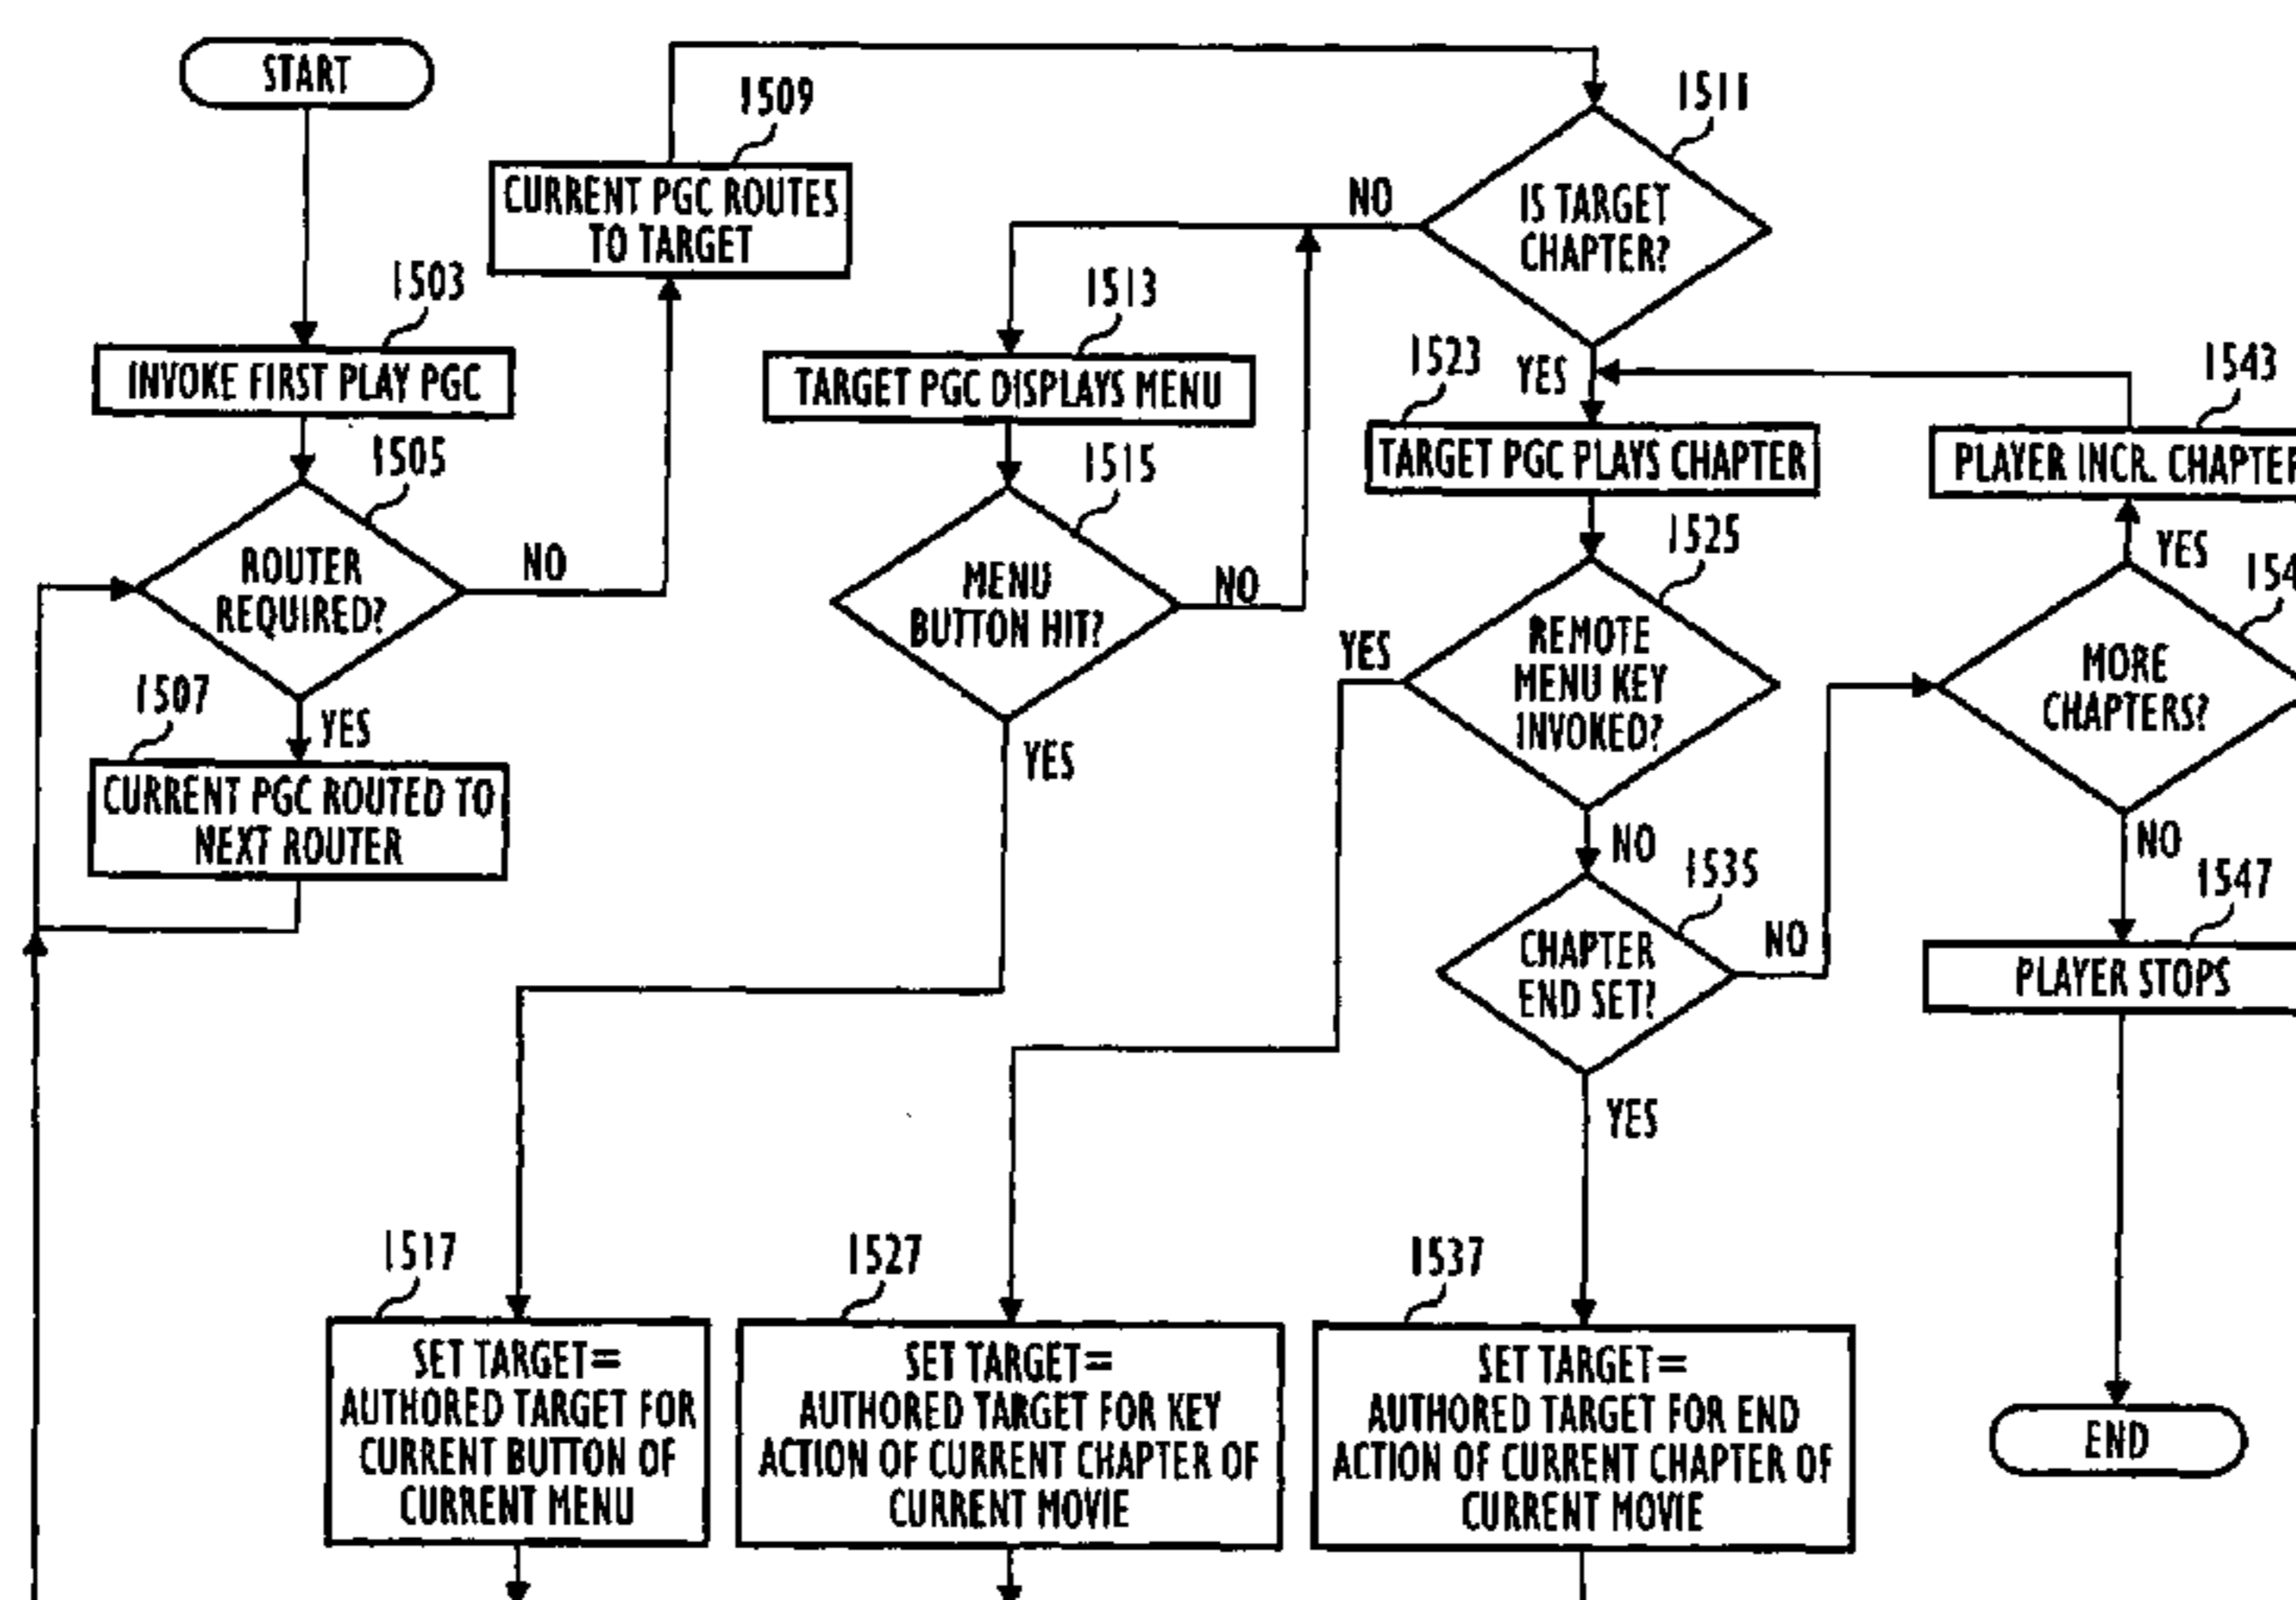 START
1509
1511
CURRENT PGC ROUTES
TO TARGET
NO
IS TARGET
CHAPTER?
1503
INVOKE FIRST PLAY PGC
1513
TARGET PGC DISPLAYS MENU
1523
YES
TARGET PGC PLAYS CHAPTER
1543
PLAYER INCR. CHAPTER
1505
ROUTER
REQUIRED?
NO
1515
MENU
BUTTON HIT?
NO
1525
REMOTE
MENU KEY
INVOKED?
YES
YES
154
MORE
CHAPTERS?
1507
YES
CURRENT PGC ROUTED TO
NEXT ROUTER
YES
NO
1535
CHAPTER
END SET?
NO
NO
1547
PLAYER STOPS
YES
1517
SET TARGET=
AUTHORED TARGET FOR
CURRENT BUTTON OF
CURRENT MENU
1527
SET TARGET=
AUTHORED TARGET FOR KEY
ACTION OF CURRENT CHAPTER OF
CURRENT MOVIE
1537
SET TARGET=
AUTHORED TARGET FOR END
ACTION OF CURRENT CHAPTER OF
CURRENT MOVIE
END